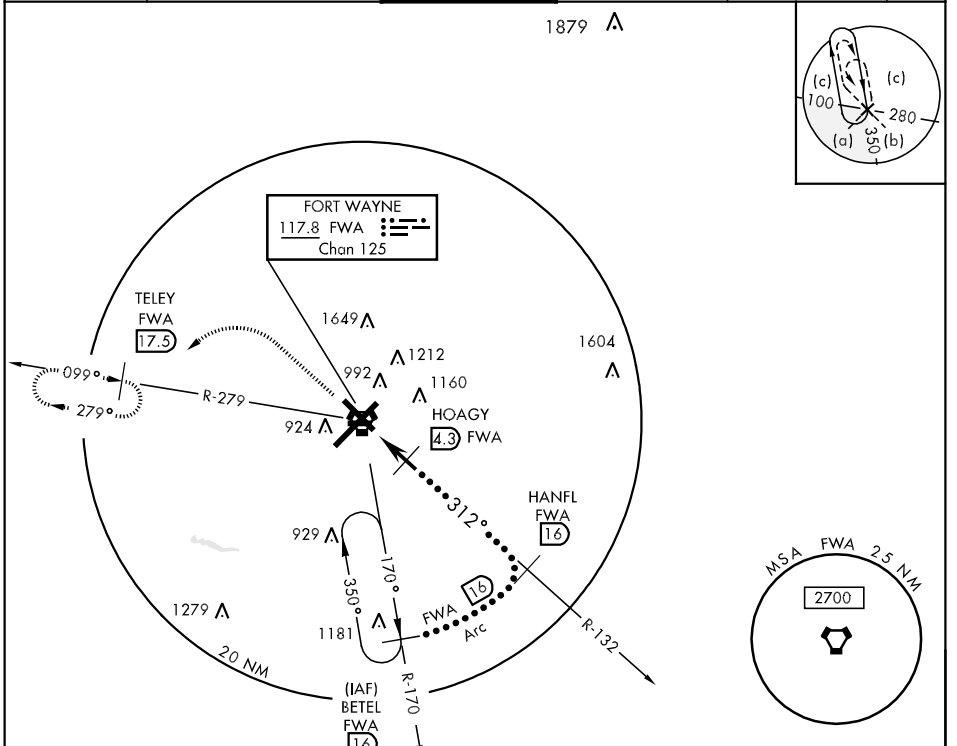 1879
(c)
(c)
100
280
(a)
350
(b)
FORT WAYNE
117.8 FWA
Chan 125
TELEY
FWA
17.5
1649
1212
1604
992
1160
099°
279°
R-279
924
HOAGY
4.3 FWA
312°
HANFL
FWA
16
929
170°
350°
MSA FWA 25 NM
2700
1279
1181
FWA 16
Arc
R-132
20 NM
R-170
(IAF)
BETEL
FWA
16